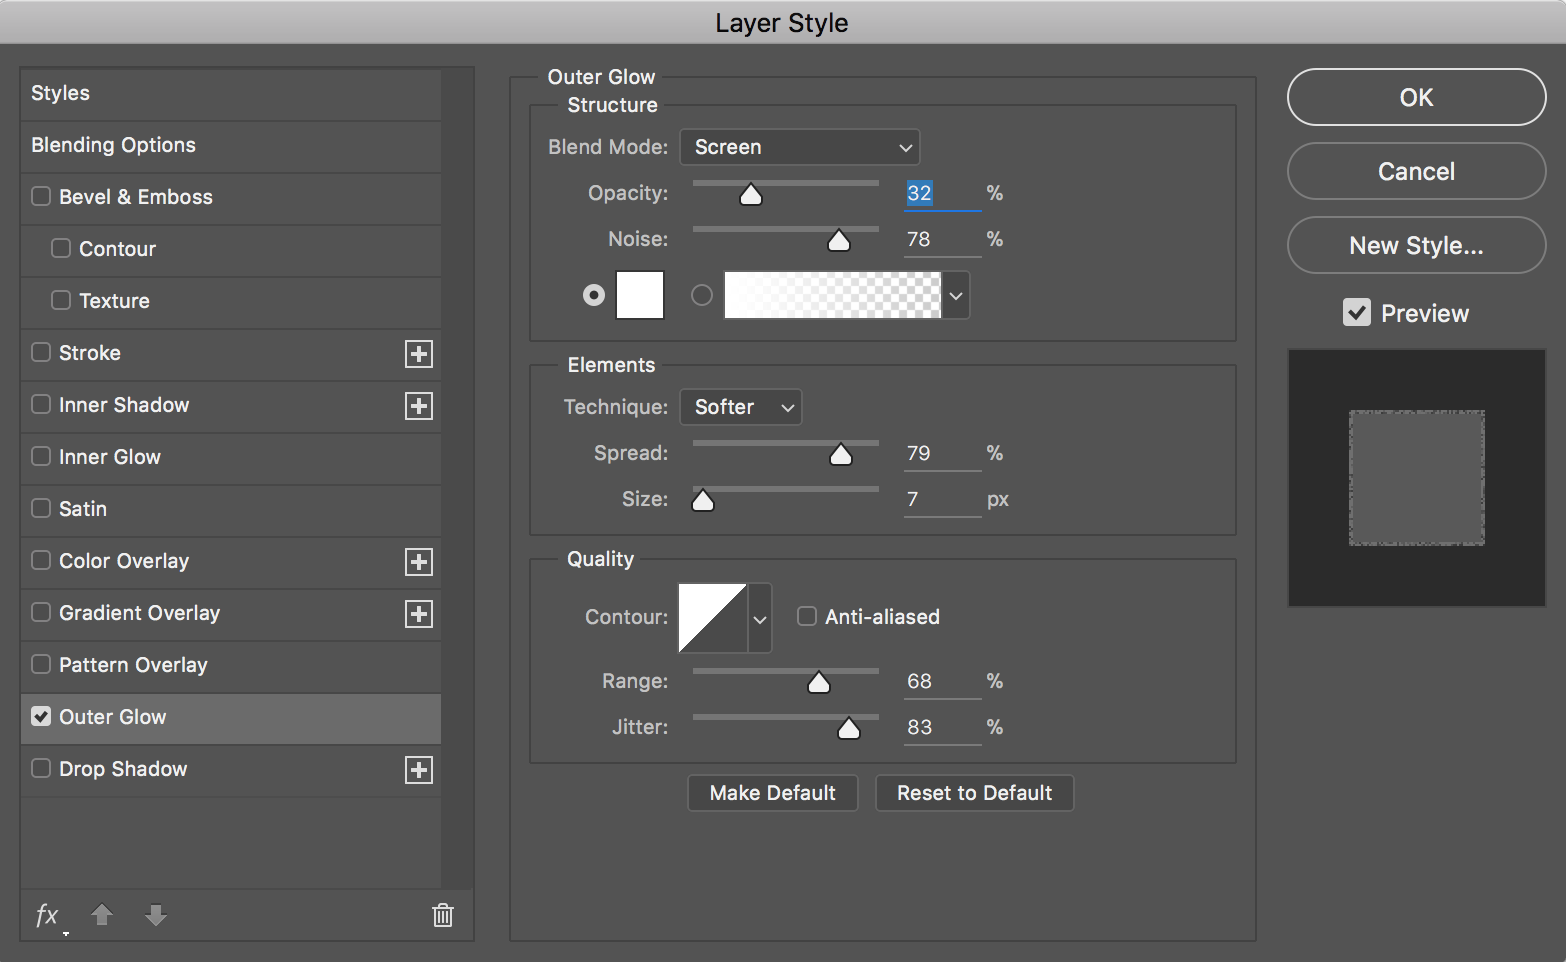 Layer Style
Styles
Blending Options
Bevel & Emboss
Contour
Texture
Stroke
Inner Shadow
Inner Glow
Satin
Color Overlay
Gradient Overlay
Pattern Overlay
Outer Glow
Drop Shadow
fx
Outer Glow
Structure
Blend Mode: Screen
Opacity: 32 %
Noise: 78 %
Elements
Technique: Softer
Spread: 79 %
Size: 7 px
Quality
Contour: Anti-aliased
Range: 68 %
Jitter: 83 %
Make Default Reset to Default
OK
Cancel
New Style...
Preview